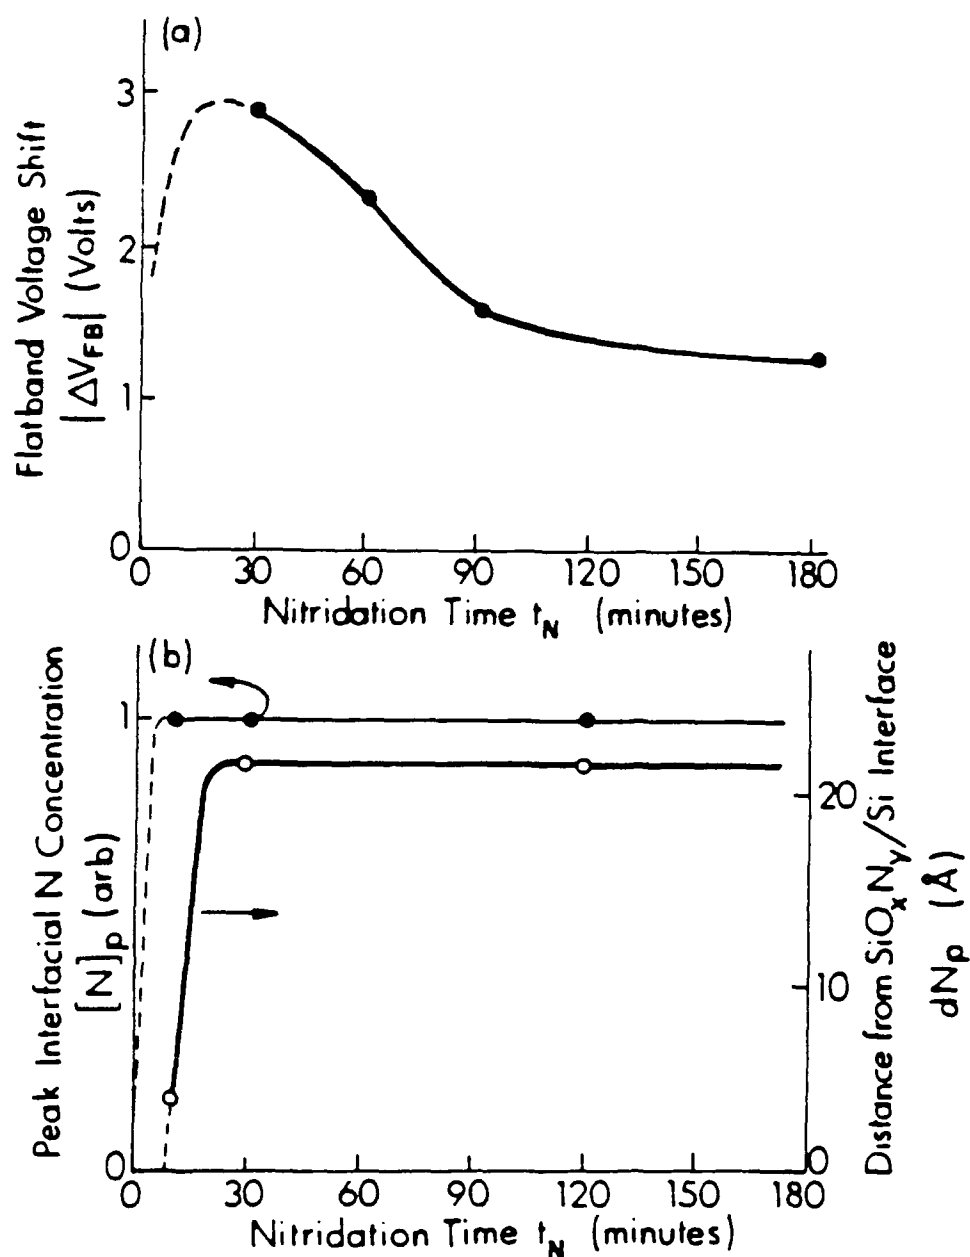 (a)
Flatband Voltage Shift
|ΔV_FB| (Volts)
3
2
1
0
0 30 60 90 120 150 180
Nitridation Time t_N (minutes)
(b)
Peak Interfacial N Concentration
[N]_p (arb)
1
0
20
10
0
Distance from SiO_xN_y/Si Interface
dN_p (Å)
0 30 60 90 120 150 180
Nitridation Time t_N (minutes)